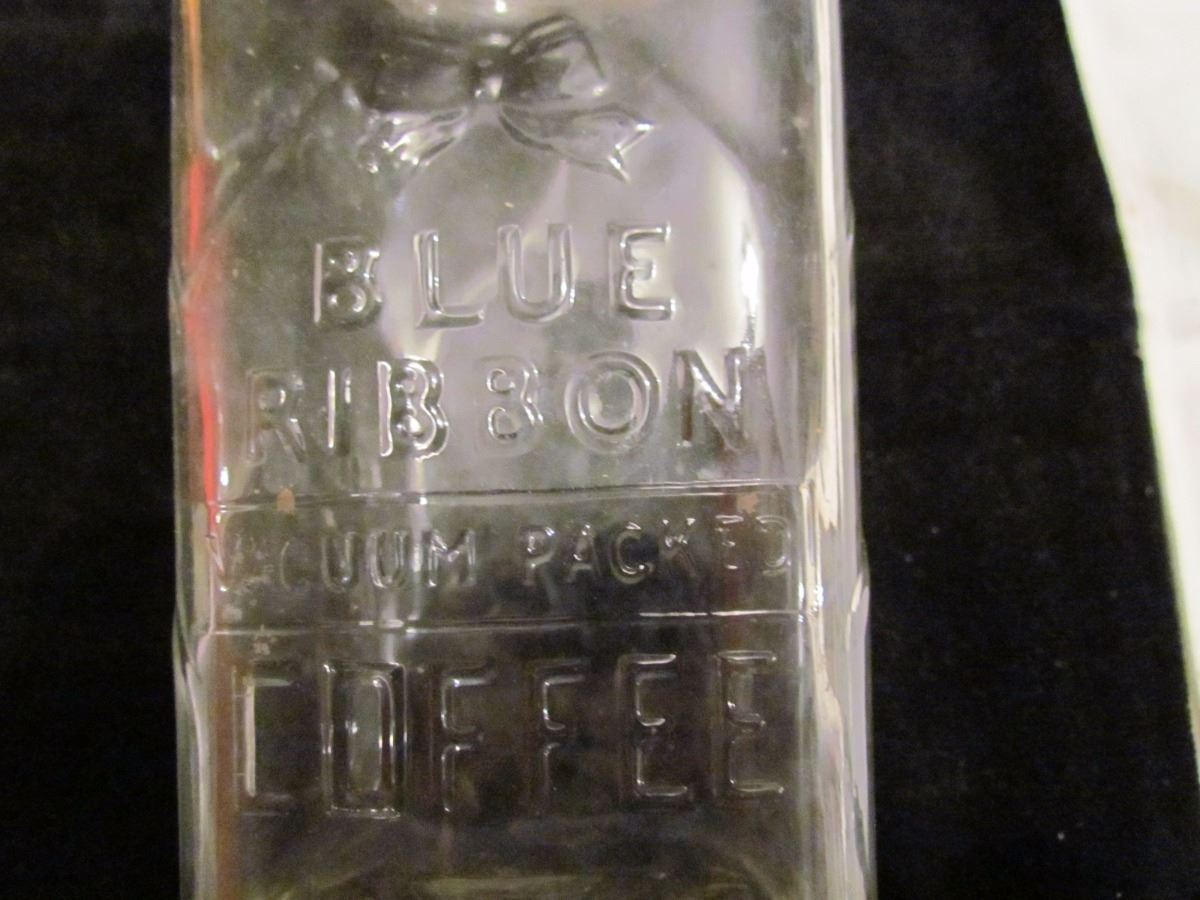 BLUE
RIBBON
VACUUM PACKED
COFFEE